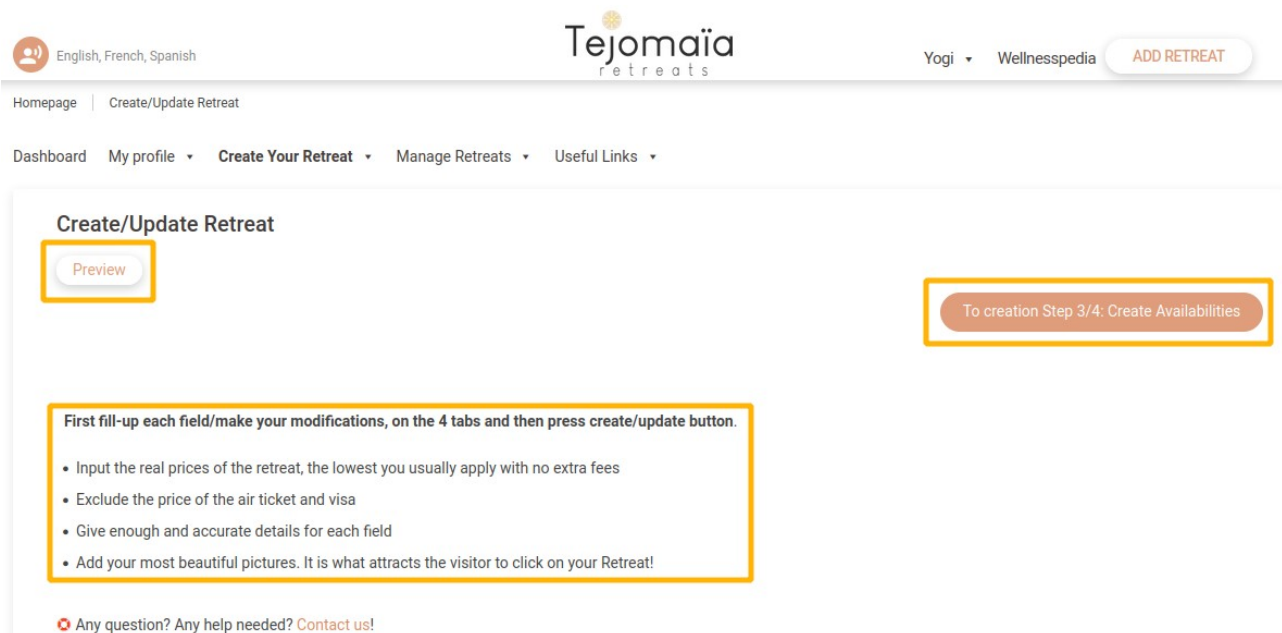 English, French, Spanish
Tejomaïa
retreats
Yogi
Wellnesspedia
ADD RETREAT
Homepage
Create/Update Retreat
Dashboard
My profile
Create Your Retreat
Manage Retreats
Useful Links
Create/Update Retreat
Preview
To creation Step 3/4: Create Availabilities
First fill-up each field/make your modifications, on the 4 tabs and then press create/update button.
• Input the real prices of the retreat, the lowest you usually apply with no extra fees
• Exclude the price of the air ticket and visa
• Give enough and accurate details for each field
• Add your most beautiful pictures. It is what attracts the visitor to click on your Retreat!
Any question? Any help needed? Contact us!